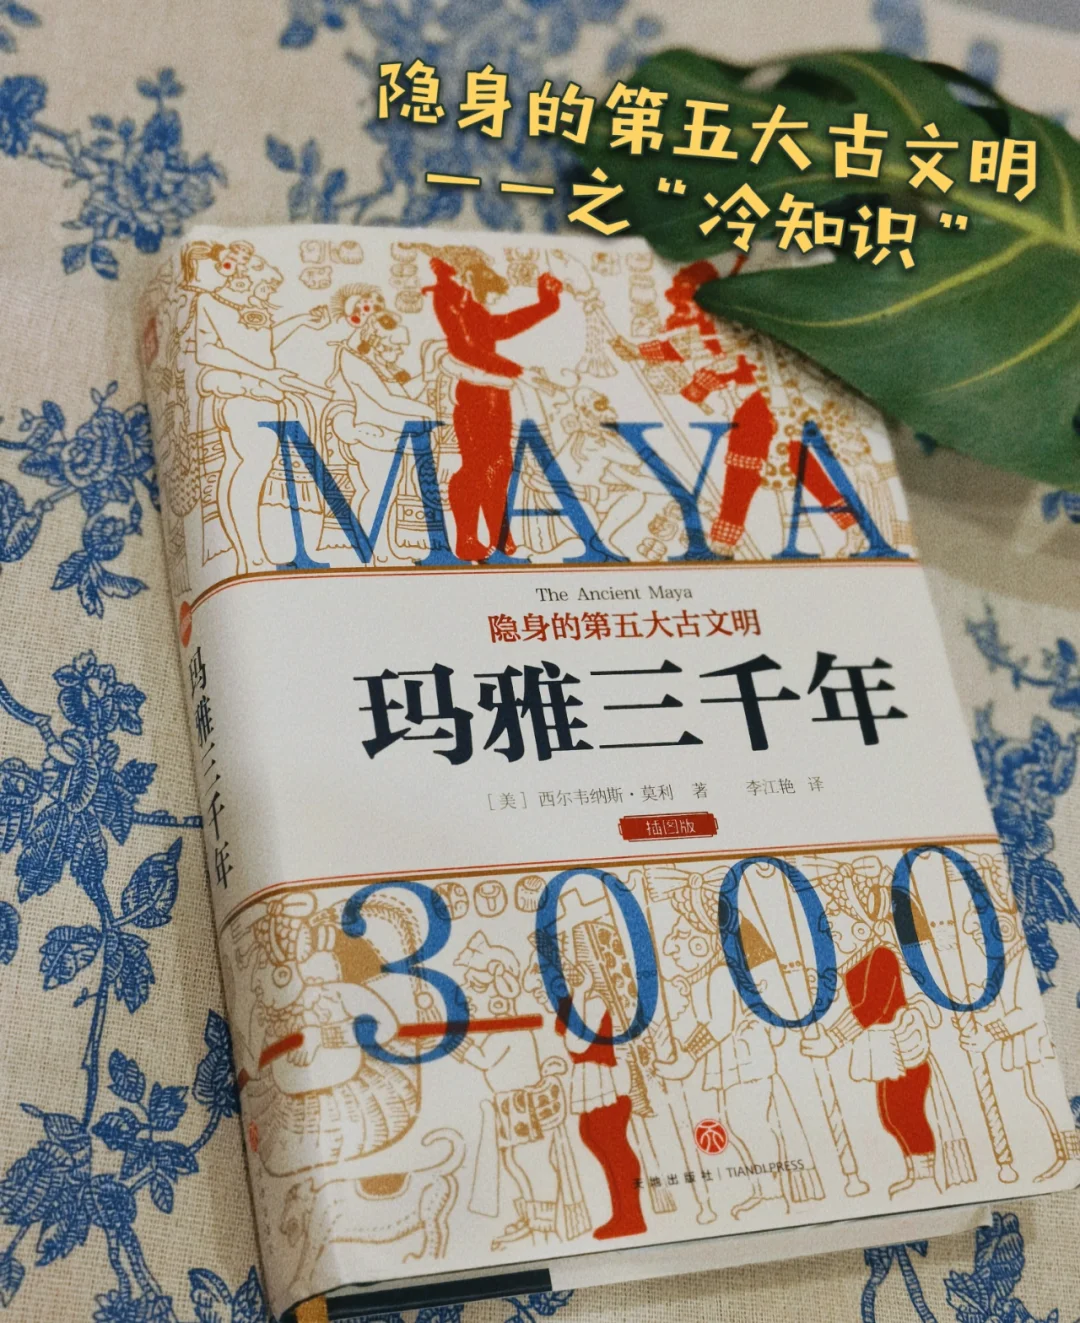 隐身的第五大古文明
——之“冷知识”
MAYA
The Ancient Maya
隐身的第五大古文明
玛雅三千年
[美] 西尔韦纳斯·莫利 著 李江艳 译
插图版
3000
天地出版社 | TIANDI PRESS
玛雅三千年